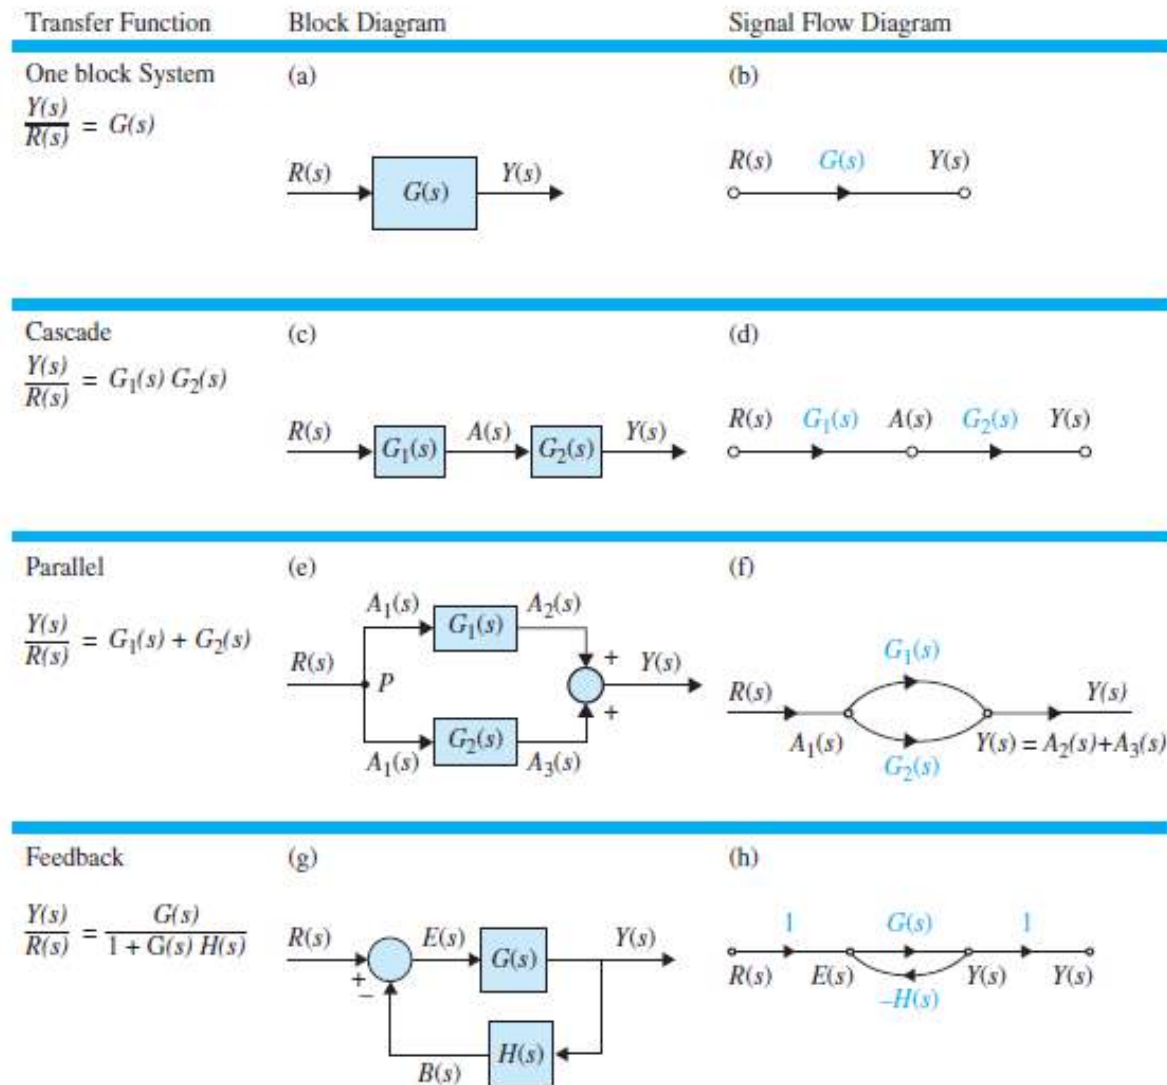 Transfer Function Block Diagram Signal Flow Diagram
One block System (a) (b)
Y(s)
R(s) = G(s)
R(s) G(s) Y(s)
R(s) G(s) Y(s)
Cascade (c) (d)
Y(s)
R(s) = G1(s) G2(s)
R(s) G1(s) A(s) G2(s) Y(s)
R(s) G1(s) A(s) G2(s) Y(s)
Parallel (e) (f)
Y(s)
R(s) = G1(s) + G2(s)
A1(s) G1(s) A2(s)
R(s) P + Y(s)
+
A1(s) G2(s) A3(s)
G1(s)
R(s) Y(s)
A1(s) Y(s) = A2(s)+A3(s)
G2(s)
Feedback (g) (h)
Y(s) G(s)
R(s) = 1 + G(s) H(s)
R(s) E(s) G(s) Y(s)
+
–
H(s)
B(s)
1 G(s) 1
R(s) E(s) Y(s) Y(s)
–H(s)